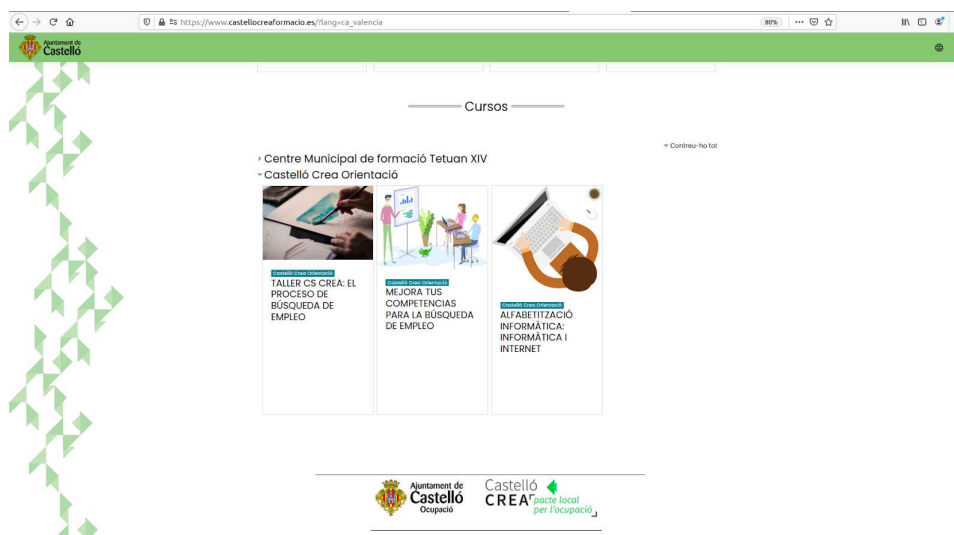 https://www.castellocreaformacio.es/?lang=ca_valencia
80%
Ajuntament de
Castelló
Cursos
Contreu-ho tot
Centre Municipal de formació Tetuan XIV
Castelló Crea Orientació
Castelló Crea Orientació
TALLER CS CREA: EL
PROCESO DE
BÚSQUEDA DE
EMPLEO
Castelló Crea Orientació
MEJORA TUS
COMPETENCIAS
PARA LA BÚSQUEDA
DE EMPLEO
Castelló Crea Orientació
ALFABETITZACIÓ
INFORMÀTICA:
INFORMÀTICA I
INTERNET
Ajuntament de
Castelló
Ocupació
Castelló
CREA
pacte local
per l'ocupació